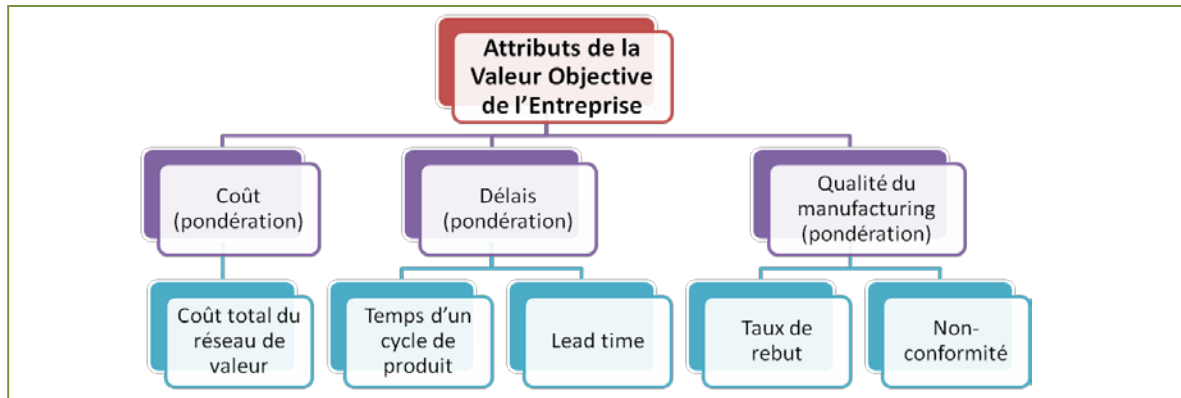 Attributs de la
Valeur Objective
de l'Entreprise
Coût
(pondération)
Délais
(pondération)
Qualité du
manufacturing
(pondération)
Coût total du
réseau de
valeur
Temps d'un
cycle de
produit
Lead time
Taux de
rebut
Non-
conformité